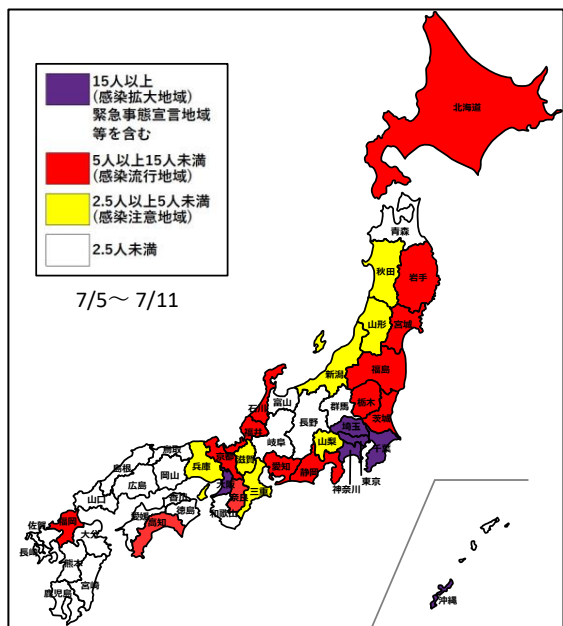 15人以上
(感染拡大地域)
緊急事態宣言地域
等を含む
5人以上15人未満
(感染流行地域)
2.5人以上5人未満
(感染注意地域)
2.5人未満
7/5～ 7/11
北海道
青森
秋田
岩手
山形
宮城
新潟
福島
石川
富山
群馬
栃木
茨城
福井
長野
埼玉
岐阜
山梨
千葉
鳥取
京都
滋賀
愛知
静岡
東京
神奈川
島根
兵庫
岡山
広島
大阪
奈良
三重
山口
香川
徳島
和歌山
愛媛
高知
佐賀
福岡
大分
長崎
熊本
宮崎
鹿児島
沖縄